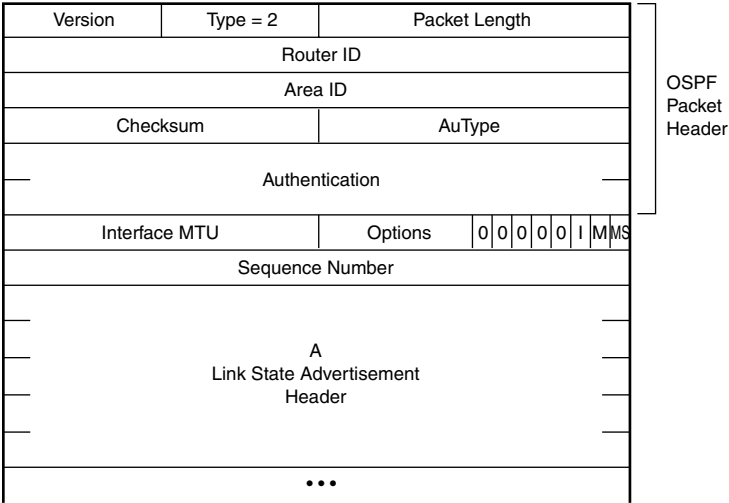 Version Type = 2 Packet Length
Router ID
Area ID
Checksum AuType
Authentication
OSPF
Packet
Header
Interface MTU Options 0 0 0 0 0 I M MS
Sequence Number
A
Link State Advertisement
Header
•••